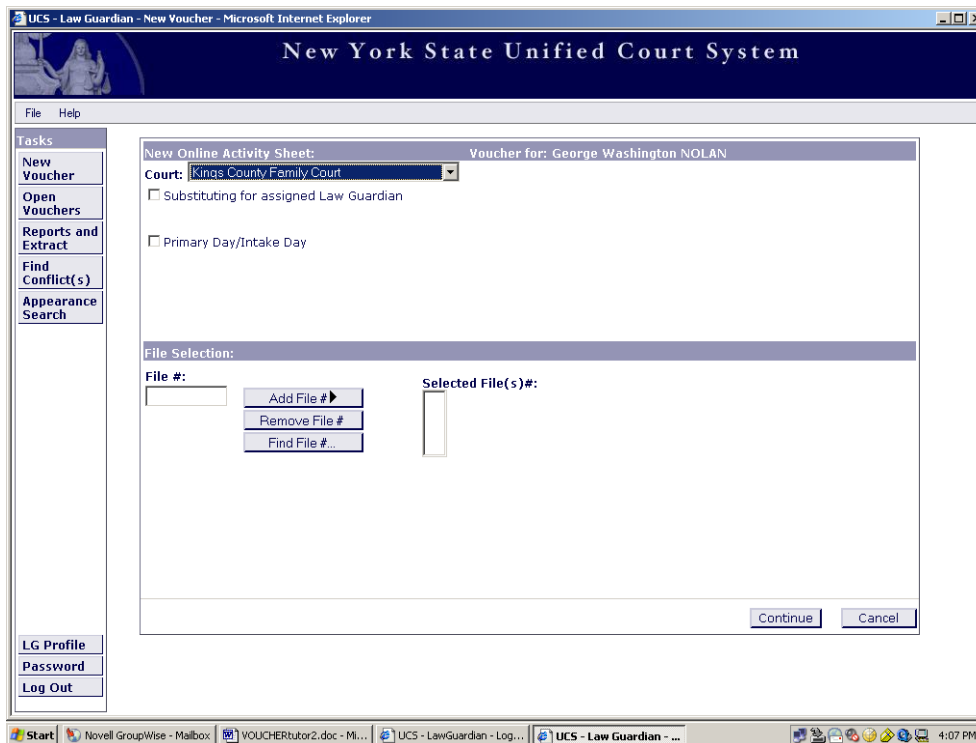 UCS - Law Guardian - New Voucher - Microsoft Internet Explorer
New York State Unified Court System
File Help
Tasks
New
Voucher
Open
Vouchers
Reports and
Extract
Find
Conflict(s)
Appearance
Search
New Online Activity Sheet: Voucher for: George Washington NOLAN
Court: Kings County Family Court
Substituting for assigned Law Guardian
Primary Day/Intake Day
File Selection:
File #:
Selected File(s)#:
Add File #
Remove File #
Find File #...
Continue Cancel
LG Profile
Password
Log Out
Start Novell GroupWise - Mailbox VOUCHERtutor2.doc - Mi... UCS - LawGuardian - Log... UCS - Law Guardian - ... 4:07 PM